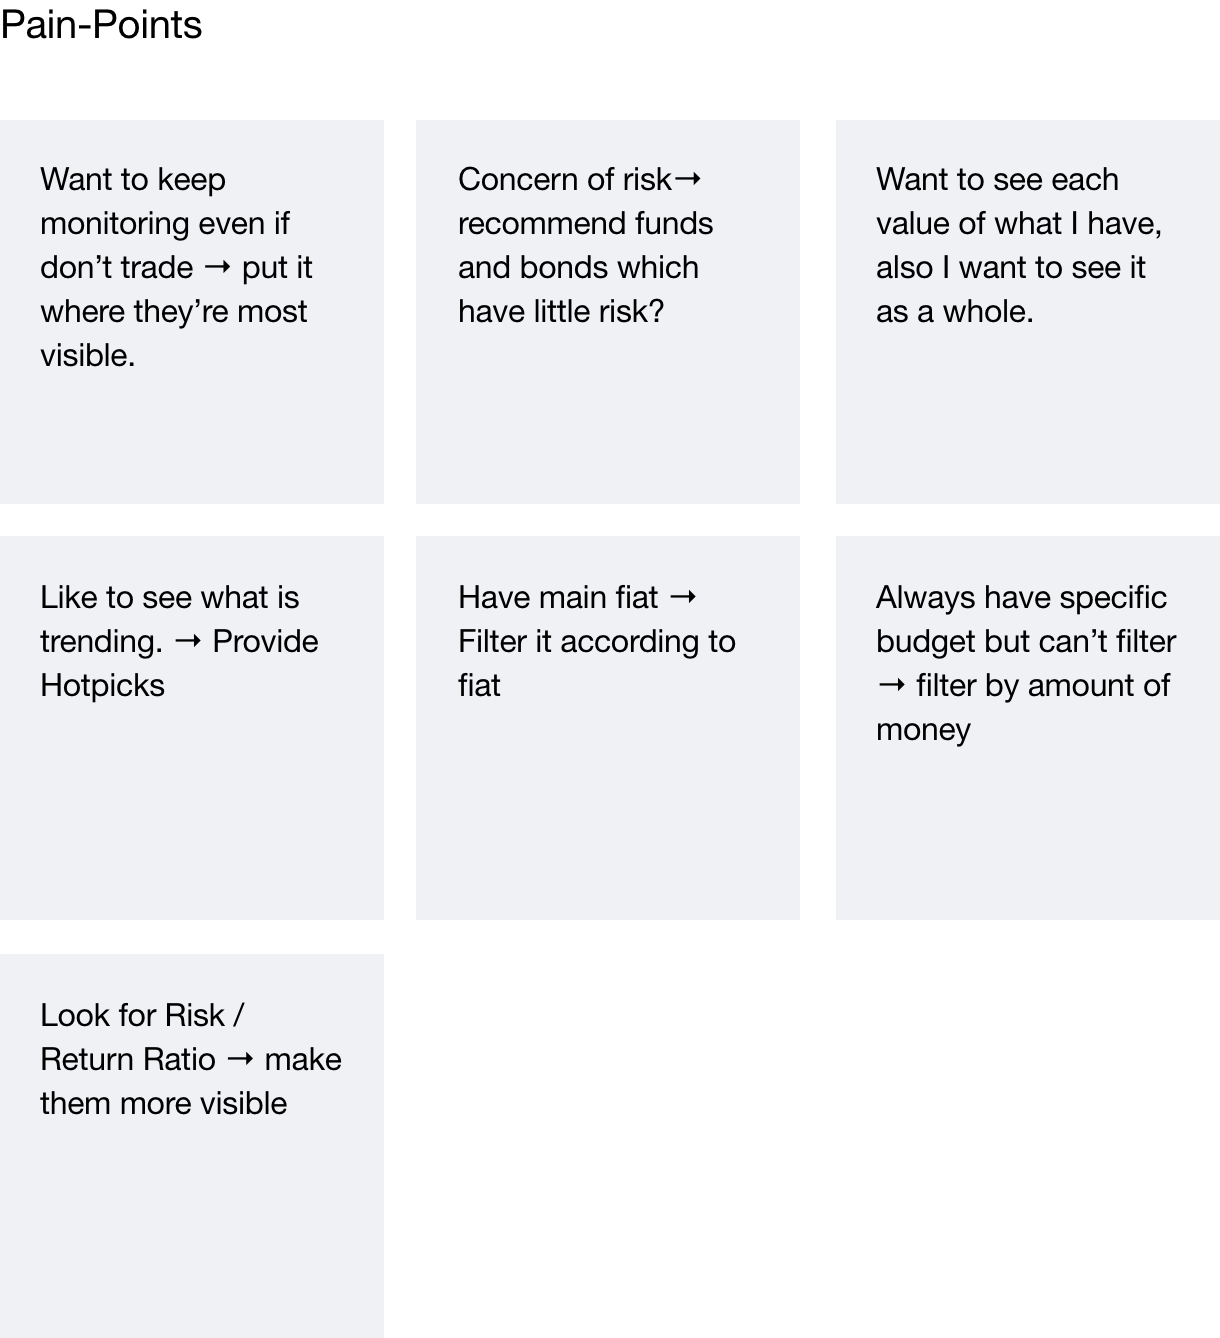 Pain-Points
Want to keep
monitoring even if
don’t trade → put it
where they’re most
visible.
Concern of risk→
recommend funds
and bonds which
have little risk?
Want to see each
value of what I have,
also I want to see it
as a whole.
Like to see what is
trending. → Provide
Hotpicks
Have main fiat →
Filter it according to
fiat
Always have specific
budget but can’t filter
→ filter by amount of
money
Look for Risk /
Return Ratio → make
them more visible